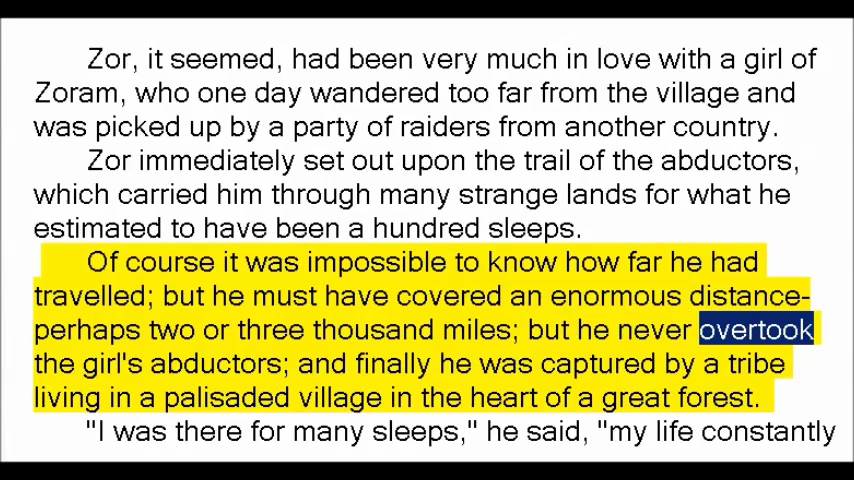 Zor, it seemed, had been very much in love with a girl of
Zoram, who one day wandered too far from the village and
was picked up by a party of raiders from another country.
Zor immediately set out upon the trail of the abductors,
which carried him through many strange lands for what he
estimated to have been a hundred sleeps.
Of course it was impossible to know how far he had
travelled; but he must have covered an enormous distance-
perhaps two or three thousand miles; but he never overtook
the girl's abductors; and finally he was captured by a tribe
living in a palisaded village in the heart of a great forest.
"I was there for many sleeps," he said, "my life constantly